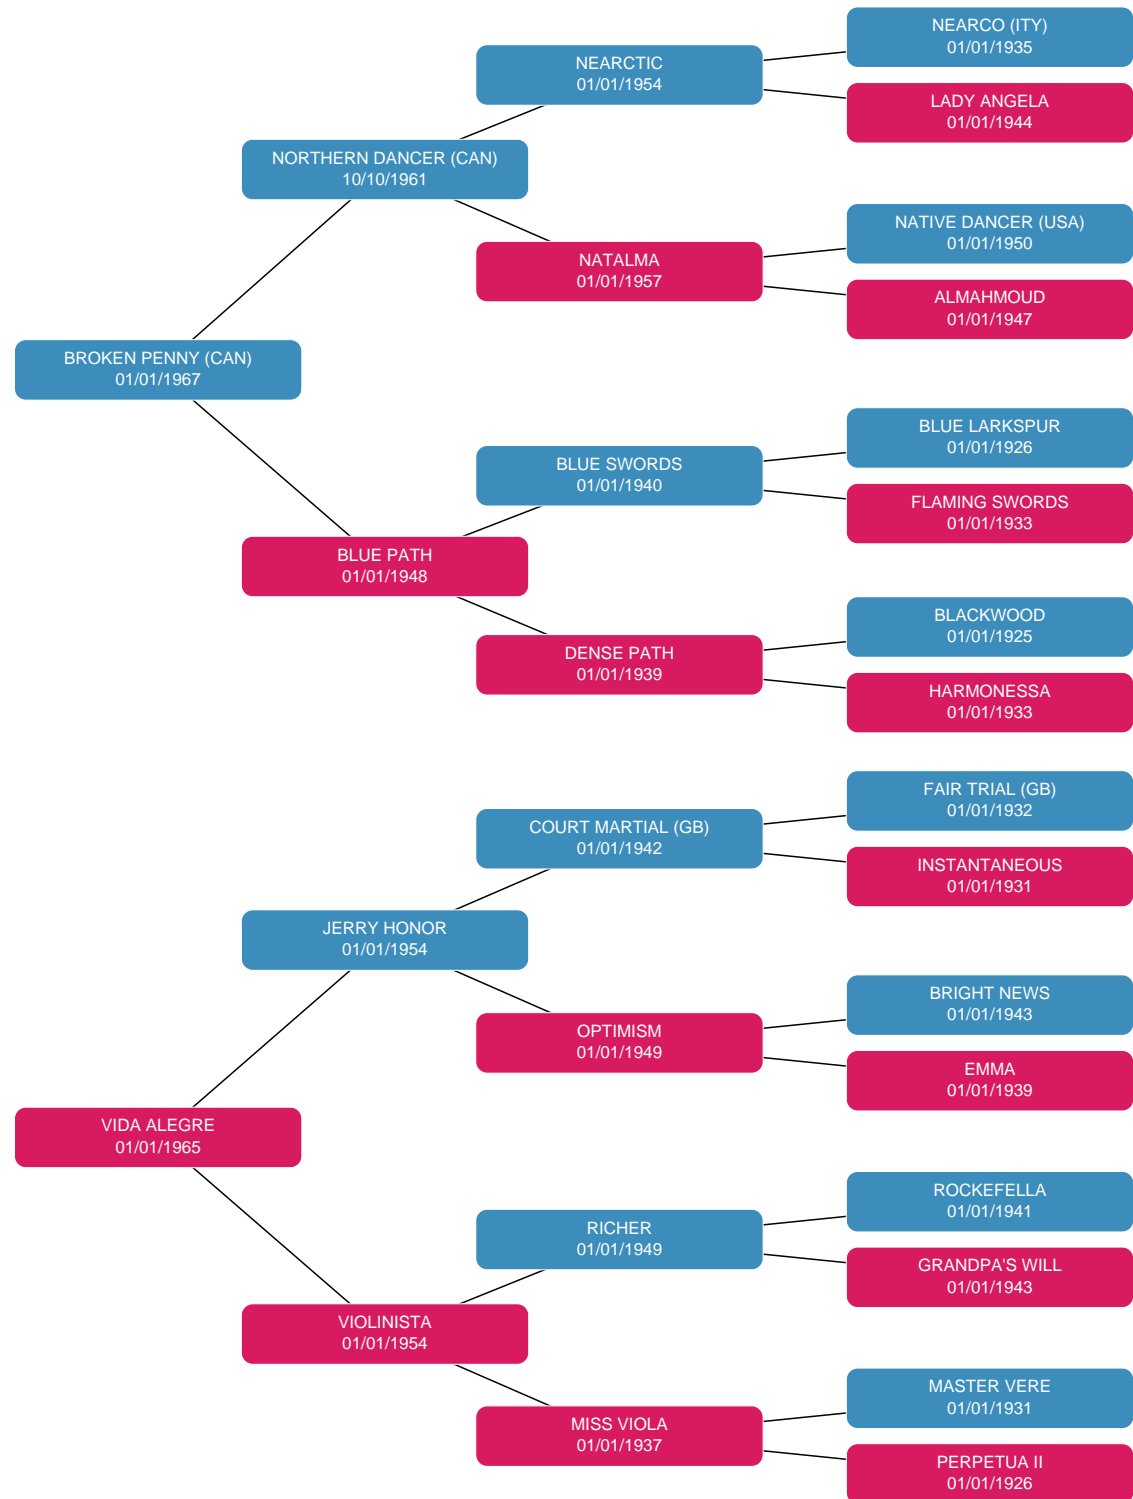 NEARCO (ITY)
01/01/1935
NEARCTIC
01/01/1954
LADY ANGELA
01/01/1944
NORTHERN DANCER (CAN)
10/10/1961
NATIVE DANCER (USA)
01/01/1950
NATALMA
01/01/1957
ALMAHMOUD
01/01/1947
BROKEN PENNY (CAN)
01/01/1967
BLUE LARKSPUR
01/01/1926
BLUE SWORDS
01/01/1940
FLAMING SWORDS
01/01/1933
BLUE PATH
01/01/1948
BLACKWOOD
01/01/1925
DENSE PATH
01/01/1939
HARMONESSA
01/01/1933
FAIR TRIAL (GB)
01/01/1932
COURT MARTIAL (GB)
01/01/1942
INSTANTANEOUS
01/01/1931
JERRY HONOR
01/01/1954
BRIGHT NEWS
01/01/1943
OPTIMISM
01/01/1949
EMMA
01/01/1939
VIDA ALEGRE
01/01/1965
ROCKEFELLA
01/01/1941
RICHER
01/01/1949
GRANDPA'S WILL
01/01/1943
VIOLINISTA
01/01/1954
MASTER VERE
01/01/1931
MISS VIOLA
01/01/1937
PERPETUA II
01/01/1926